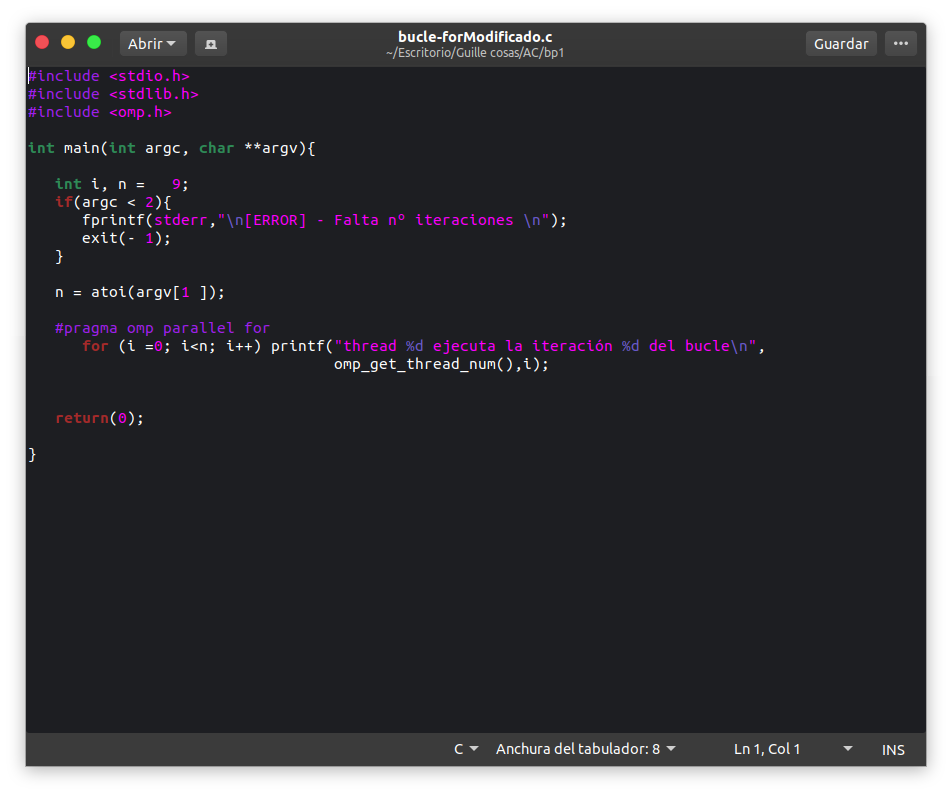 Abrir
bucle-forModificado.c
~/Escritorio/Guille cosas/AC/bp1
Guardar
#include <stdio.h>
#include <stdlib.h>
#include <omp.h>
int main(int argc, char **argv){
int i, n =   9;
if(argc < 2){
fprintf(stderr,"\n[ERROR] - Falta nº iteraciones \n");
exit(- 1);
}
n = atoi(argv[1 ]);
#pragma omp parallel for
for (i =0; i<n; i++) printf("thread %d ejecuta la iteración %d del bucle\n",
omp_get_thread_num(),i);
return(0);
}
C
Anchura del tabulador: 8
Ln 1, Col 1
INS